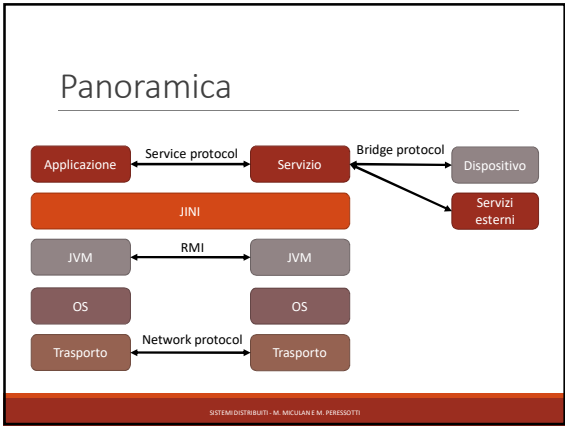 Panoramica
Applicazione
Service protocol
Servizio
Bridge protocol
Dispositivo
Servizi
esterni
JINI
JVM
RMI
JVM
OS
OS
Trasporto
Network protocol
Trasporto
SISTEMI DISTRIBUITI - M. MICULAN E M. PERESSOTTI